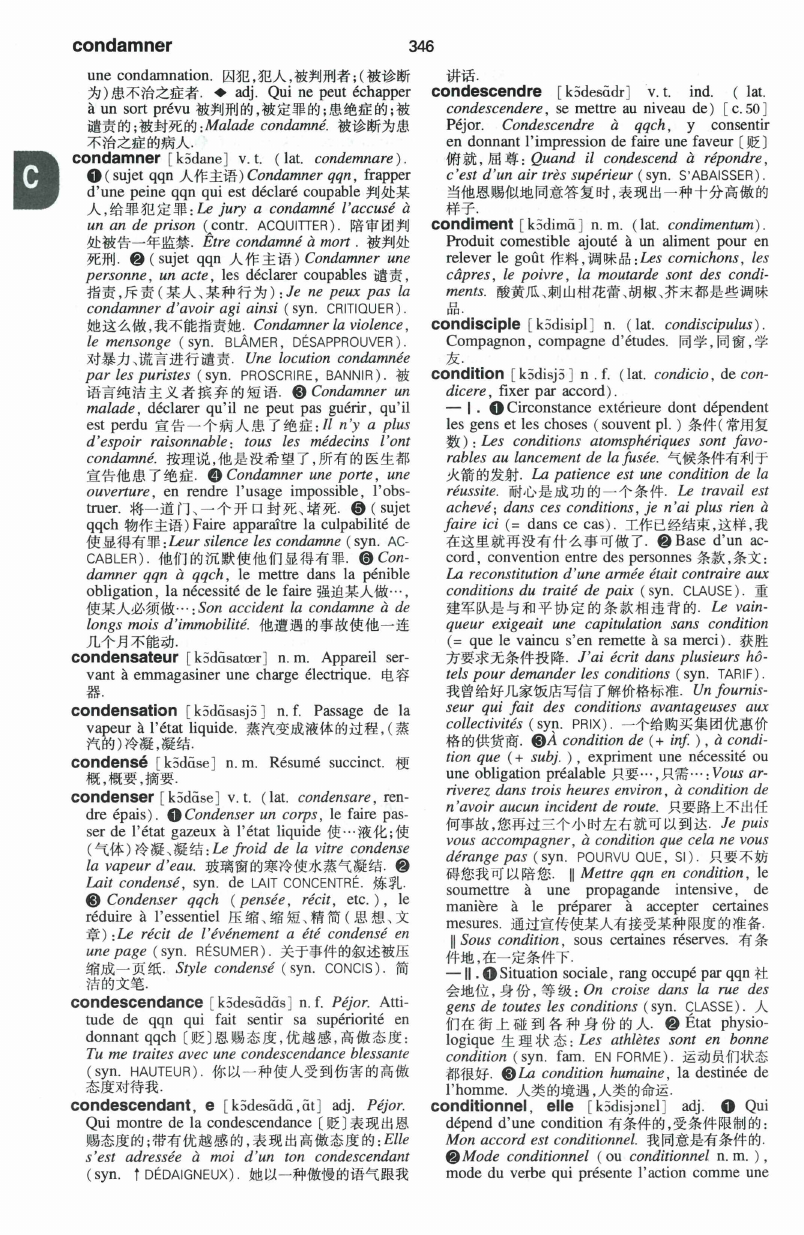 condamner
346
une condamnation. 囚犯,犯人,被判刑者;(被诊断
为)患不治之症者. ◆ adj. Qui ne peut échapper
à un sort prévu 被判刑的,被定罪的;患绝症的;被
谴责的;被封死的:Malade condamné. 被诊断为患
不治之症的病人.
condamner [kɔ̃dane] v. t. ( lat. condemnare).
❶(sujet qqn 人作主语)Condamner qqn, frapper
d'une peine qqn qui est déclaré coupable 判处某
人,给罪犯定罪:Le jury a condamné l'accusé à
un an de prison (contr. ACQUITTER). 陪审团判
处被告一年监禁. Être condamné à mort . 被判处
死刑. ❷ ( sujet qqn 人作主语) Condamner une
personne, un acte, les déclarer coupables 谴责,
指责,斥责(某人、某种行为):Je ne peux pas la
condamner d'avoir agi ainsi (syn. CRITIQUER).
她这么做,我不能指责她. Condamner la violence,
le mensonge (syn. BLÂMER, DÉSAPPROUVER).
对暴力、谎言进行谴责. Une locution condamnée
par les puristes (syn. PROSCRIRE, BANNIR). 被
语言纯洁主义者摈弃的短语. ❸ Condamner un
malade, déclarer qu'il ne peut pas guérir, qu'il
est perdu 宣告一个病人患了绝症:Il n'y a plus
d'espoir raisonnable; tous les médecins l'ont
condamné. 按理说,他是没希望了,所有的医生都
宣告他患了绝症. ❹ Condamner une porte, une
ouverture, en rendre l'usage impossible, l'obs-
truer. 将一道门、一个开口封死、堵死. ❺ ( sujet
qqch 物作主语) Faire apparaître la culpabilité de
使显得有罪:Leur silence les condamne (syn. AC-
CABLER). 他们的沉默使他们显得有罪. ❻ Con-
damner qqn à qqch, le mettre dans la pénible
obligation, la nécessité de le faire 强迫某人做…,
使某人必须做…:Son accident la condamne à de
longs mois d'immobilité. 他遭遇的事故使他一连
几个月不能动.
condensateur [kɔ̃dɑ̃satœr] n. m. Appareil ser-
vant à emmagasiner une charge électrique. 电容
器.
condensation [kɔ̃dɑ̃sasjɔ̃] n. f. Passage de la
vapeur à l'état liquide. 蒸汽变成液体的过程,(蒸
汽的)冷凝,凝结.
condensé [kɔ̃dɑ̃se] n. m. Résumé succinct. 梗
概,概要,摘要.
condenser [kɔ̃dɑ̃se] v. t. (lat. condensare, ren-
dre épais). ❶ Condenser un corps, le faire pas-
ser de l'état gazeux à l'état liquide 使…液化;使
(气体)冷凝、凝结:Le froid de la vitre condense
la vapeur d'eau. 玻璃窗的寒冷使水蒸气凝结. ❷
Lait condensé, syn. de LAIT CONCENTRÉ. 炼乳.
❸ Condenser qqch (pensée, récit, etc.), le
réduire à l'essentiel 压缩、缩短、精简(思想、文
章):Le récit de l'événement a été condensé en
une page (syn. RÉSUMER). 关于事件的叙述被压
缩成一页纸. Style condensé (syn. CONCIS). 简
洁的文笔.
condescendance [kɔ̃desɑ̃dɑ̃s] n. f. Péjor. Atti-
tude de qqn qui fait sentir sa supériorité en
donnant qqch [贬]恩赐态度,优越感,高傲态度:
Tu me traites avec une condescendance blessante
(syn. HAUTEUR). 你以一种使人受到伤害的高傲
态度对待我.
condescendant, e [kɔ̃desɑ̃dɑ̃,ɑ̃t] adj. Péjor.
Qui montre de la condescendance [贬]表现出恩
赐态度的;带有优越感的,表现出高傲态度的:Elle
s'est adressée à moi d'un ton condescendant
(syn. ↑ DÉDAIGNEUX). 她以一种傲慢的语气跟我
讲话.
condescendre [kɔ̃desɑ̃dr] v. t. ind. ( lat.
condescendere, se mettre au niveau de) [c. 50]
Péjor. Condescendre à qqch, y consentir
en donnant l'impression de faire une faveur [贬]
俯就,屈尊:Quand il condescend à répondre,
c'est d'un air très supérieur (syn. S'ABAISSER).
当他恩赐似地同意答复时,表现出一种十分高傲的
样子.
condiment [kɔ̃dimɑ̃] n. m. (lat. condimentum).
Produit comestible ajouté à un aliment pour en
relever le goût 作料,调味品:Les cornichons, les
câpres, le poivre, la moutarde sont des condi-
ments. 酸黄瓜、刺山柑花蕾、胡椒、芥末都是些调味
品.
condisciple [kɔ̃disipl] n. (lat. condiscipulus).
Compagnon, compagne d'études. 同学,同窗,学
友.
condition [kɔ̃disjɔ̃] n . f. (lat. condicio, de con-
dicere, fixer par accord).
— I. ❶ Circonstance extérieure dont dépendent
les gens et les choses (souvent pl. ) 条件(常用复
数): Les conditions atomsphériques sont favo-
rables au lancement de la fusée. 气候条件有利于
火箭的发射. La patience est une condition de la
réussite. 耐心是成功的一个条件. Le travail est
achevé; dans ces conditions, je n'ai plus rien à
faire ici (= dans ce cas). 工作已经结束,这样,我
在这里就再没有什么事可做了. ❷ Base d'un ac-
cord, convention entre des personnes 条款,条文:
La reconstitution d'une armée était contraire aux
conditions du traité de paix (syn. CLAUSE). 重
建军队是与和平协定的条款相违背的. Le vain-
queur exigeait une capitulation sans condition
(= que le vaincu s'en remette à sa merci). 获胜
方要求无条件投降. J'ai écrit dans plusieurs hô-
tels pour demander les conditions (syn. TARIF).
我曾给好几家饭店写信了解价格标准. Un fournis-
seur qui fait des conditions avantageuses aux
collectivités (syn. PRIX). 一个给购买集团优惠价
格的供货商. ❸À condition de (+ inf. ), à condi-
tion que (+ subj. ), expriment une nécessité ou
une obligation préalable 只要…,只需…:Vous ar-
riverez dans trois heures environ, à condition de
n'avoir aucun incident de route. 只要路上不出任
何事故,您再过三个小时左右就可以到达. Je puis
vous accompagner, à condition que cela ne vous
dérange pas (syn. POURVU QUE, SI). 只要不妨
碍您我可以陪您. ‖ Mettre qqn en condition, le
soumettre à une propagande intensive, de
manière à le préparer à accepter certaines
mesures. 通过宣传使某人有接受某种限度的准备.
‖ Sous condition, sous certaines réserves. 有条
件地,在一定条件下.
— II. ❶ Situation sociale, rang occupé par qqn 社
会地位,身份,等级:On croise dans la rue des
gens de toutes les conditions (syn. CLASSE). 人
们在街上碰到各种身份的人. ❷ État physio-
logique 生理状态: Les athlètes sont en bonne
condition (syn. fam. EN FORME). 运动员们状态
都很好. ❸ La condition humaine, la destinée de
l'homme. 人类的境遇,人类的命运.
conditionnel, elle [kɔ̃disjɔnɛl] adj. ❶ Qui
dépend d'une condition 有条件的,受条件限制的:
Mon accord est conditionnel. 我同意是有条件的.
❷ Mode conditionnel ( ou conditionnel n. m. ),
mode du verbe qui présente l'action comme une
C